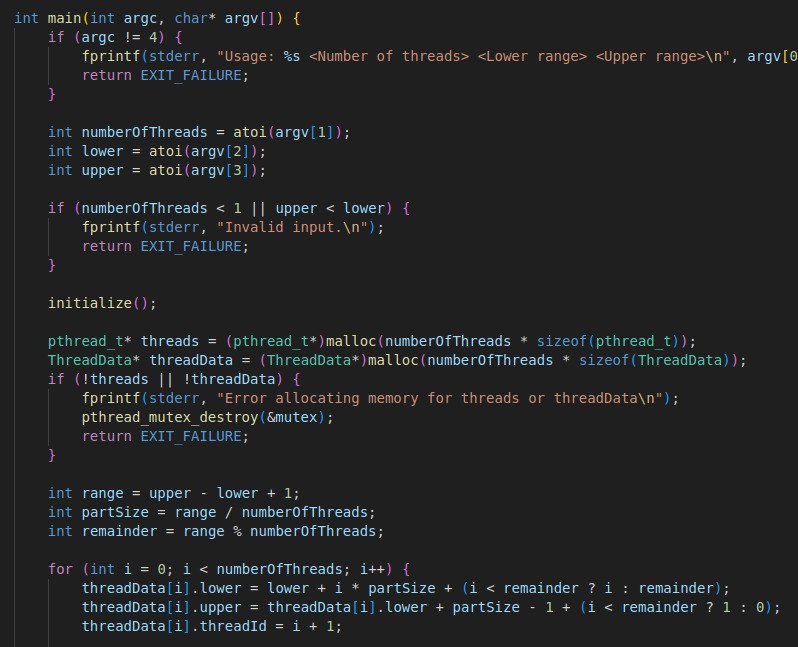 int main(int argc, char* argv[]) {
    if (argc != 4) {
        fprintf(stderr, "Usage: %s <Number of threads> <Lower range> <Upper range>\n", argv[0
        return EXIT_FAILURE;
    }

    int numberOfThreads = atoi(argv[1]);
    int lower = atoi(argv[2]);
    int upper = atoi(argv[3]);

    if (numberOfThreads < 1 || upper < lower) {
        fprintf(stderr, "Invalid input.\n");
        return EXIT_FAILURE;
    }

    initialize();

    pthread_t* threads = (pthread_t*)malloc(numberOfThreads * sizeof(pthread_t));
    ThreadData* threadData = (ThreadData*)malloc(numberOfThreads * sizeof(ThreadData));
    if (!threads || !threadData) {
        fprintf(stderr, "Error allocating memory for threads or threadData\n");
        pthread_mutex_destroy(&mutex);
        return EXIT_FAILURE;
    }

    int range = upper - lower + 1;
    int partSize = range / numberOfThreads;
    int remainder = range % numberOfThreads;

    for (int i = 0; i < numberOfThreads; i++) {
        threadData[i].lower = lower + i * partSize + (i < remainder ? i : remainder);
        threadData[i].upper = threadData[i].lower + partSize - 1 + (i < remainder ? 1 : 0);
        threadData[i].threadId = i + 1;